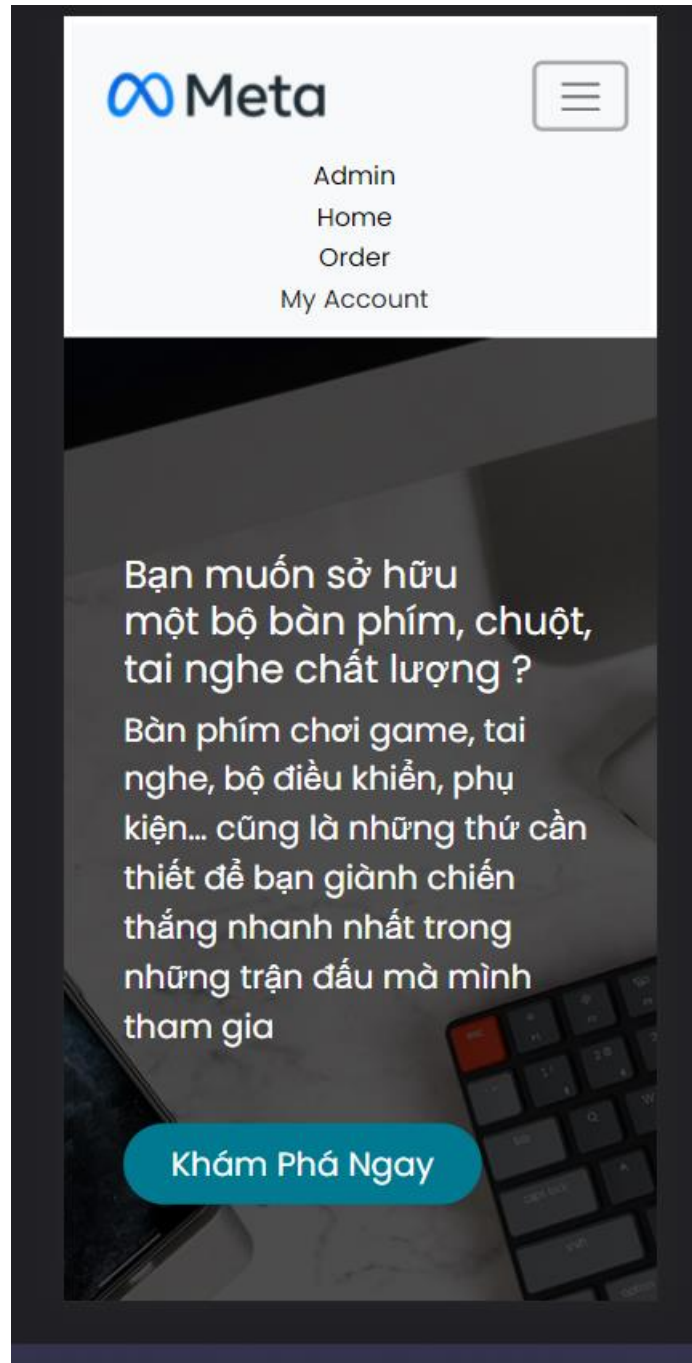 Meta
Admin
Home
Order
My Account
Bạn muốn sở hữu
một bộ bàn phím, chuột,
tai nghe chất lượng ?
Bàn phím chơi game, tai
nghe, bộ điều khiển, phụ
kiện... cũng là những thứ cần
thiết để bạn giành chiến
thắng nhanh nhất trong
những trận đấu mà mình
tham gia
Khám Phá Ngay